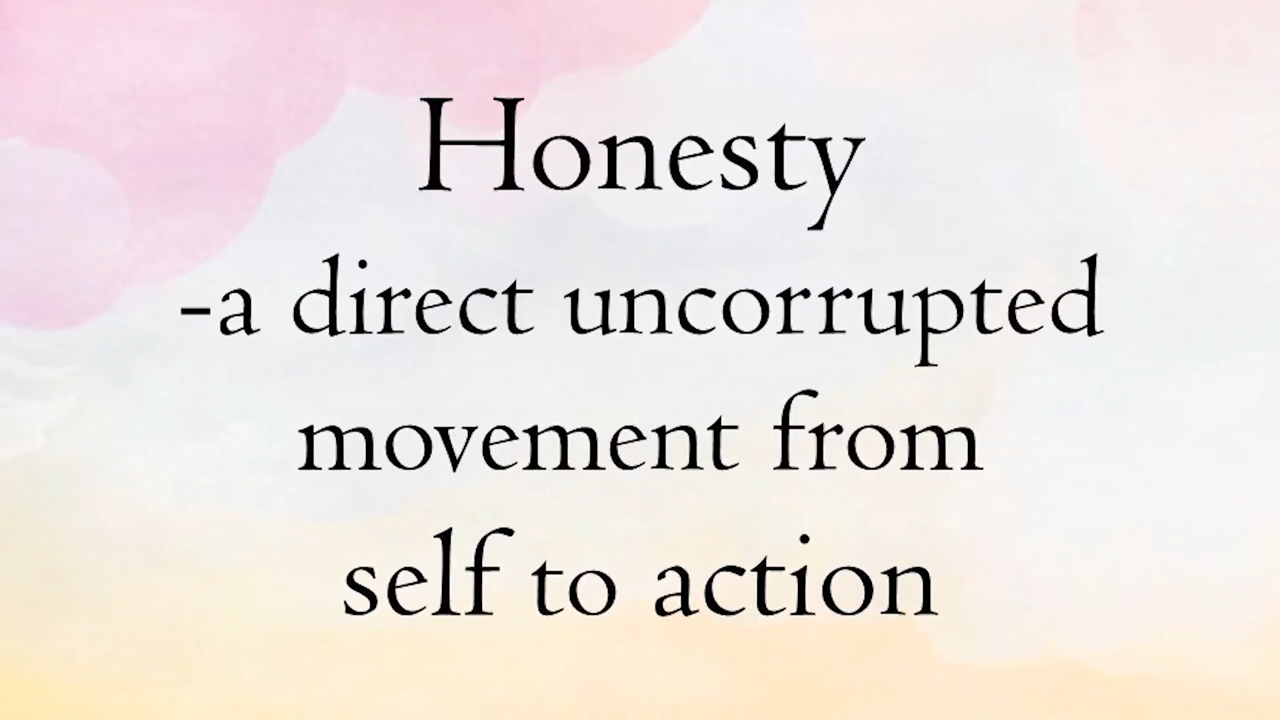 Honesty
-a direct uncorrupted
movement from
self to action